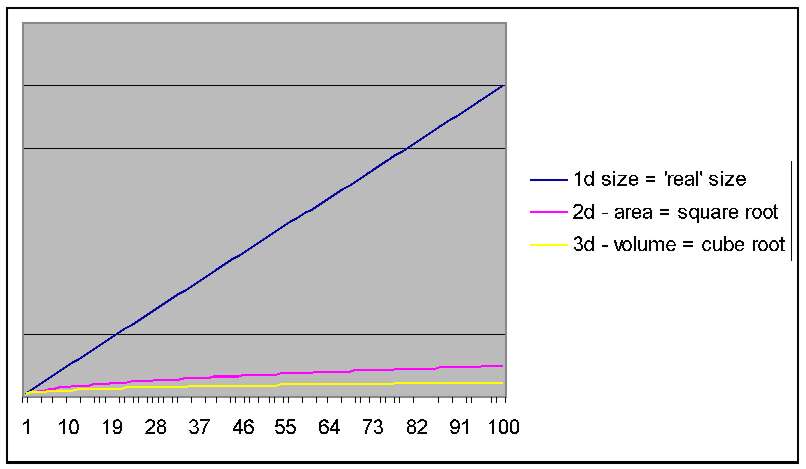 1d size = 'real' size
2d - area = square root
3d - volume = cube root
1 10 19 28 37 46 55 64 73 82 91 100